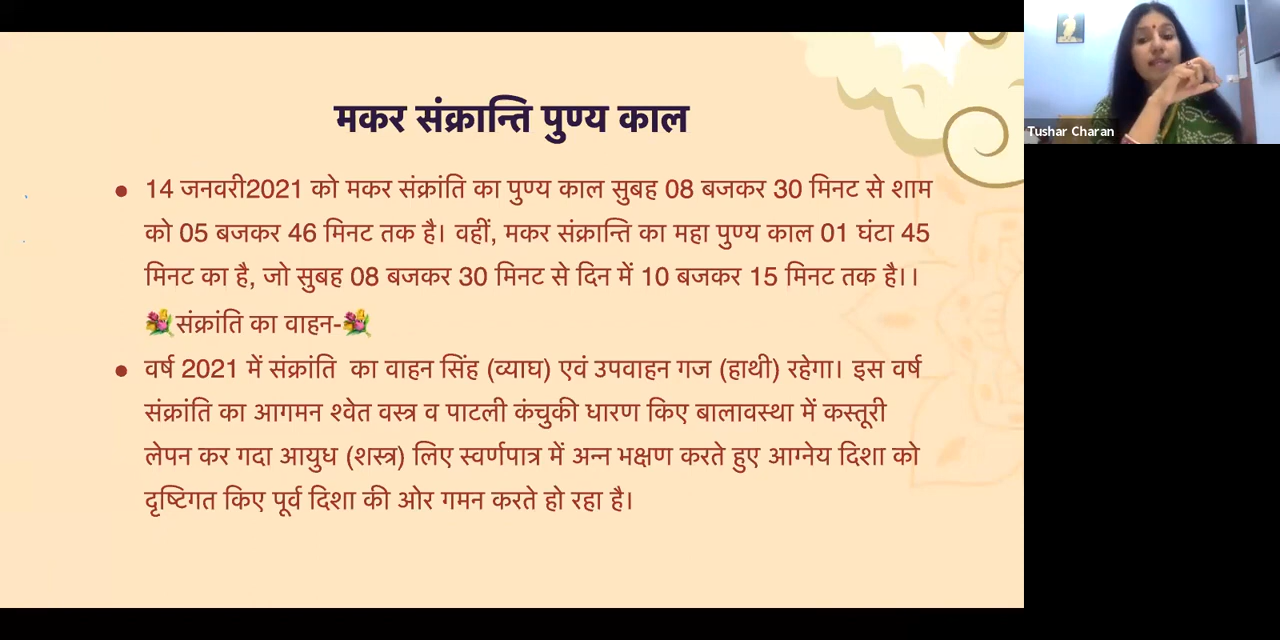 मकर संक्रान्ति पुण्य काल
• 14 जनवरी2021 को मकर संक्रांति का पुण्य काल सुबह 08 बजकर 30 मिनट से शाम
को 05 बजकर 46 मिनट तक है। वहीं, मकर संक्रान्ति का महा पुण्य काल 01 घंटा 45
मिनट का है, जो सुबह 08 बजकर 30 मिनट से दिन में 10 बजकर 15 मिनट तक है।।
💐संक्रांति का वाहन-💐
• वर्ष 2021 में संक्रांति का वाहन सिंह (व्याघ) एवं उपवाहन गज (हाथी) रहेगा। इस वर्ष
संक्रांति का आगमन श्वेत वस्त्र व पाटली कंचुकी धारण किए बालावस्था में कस्तूरी
लेपन कर गदा आयुध (शस्त्र) लिए स्वर्णपात्र में अन्न भक्षण करते हुए आग्नेय दिशा को
दृष्टिगत किए पूर्व दिशा की ओर गमन करते हो रहा है।
Tushar Charan